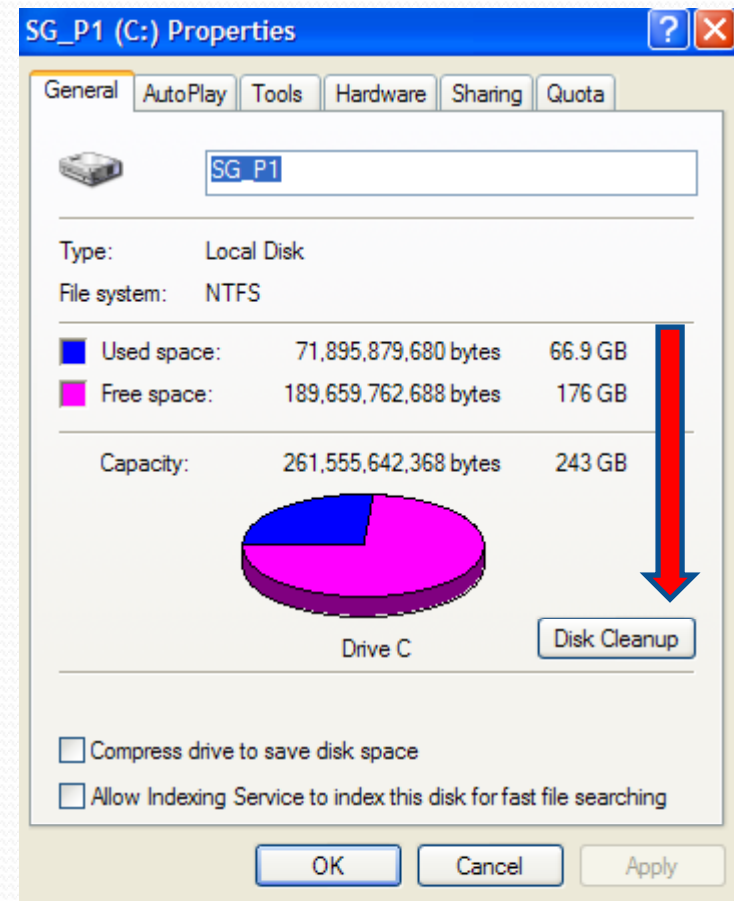 SG_P1 (C:) Properties
General AutoPlay Tools Hardware Sharing Quota
SG_P1
Type: Local Disk
File system: NTFS
Used space: 71,895,879,680 bytes 66.9 GB
Free space: 189,659,762,688 bytes 176 GB
Capacity: 261,555,642,368 bytes 243 GB
Drive C
Disk Cleanup
Compress drive to save disk space
Allow Indexing Service to index this disk for fast file searching
OK Cancel Apply